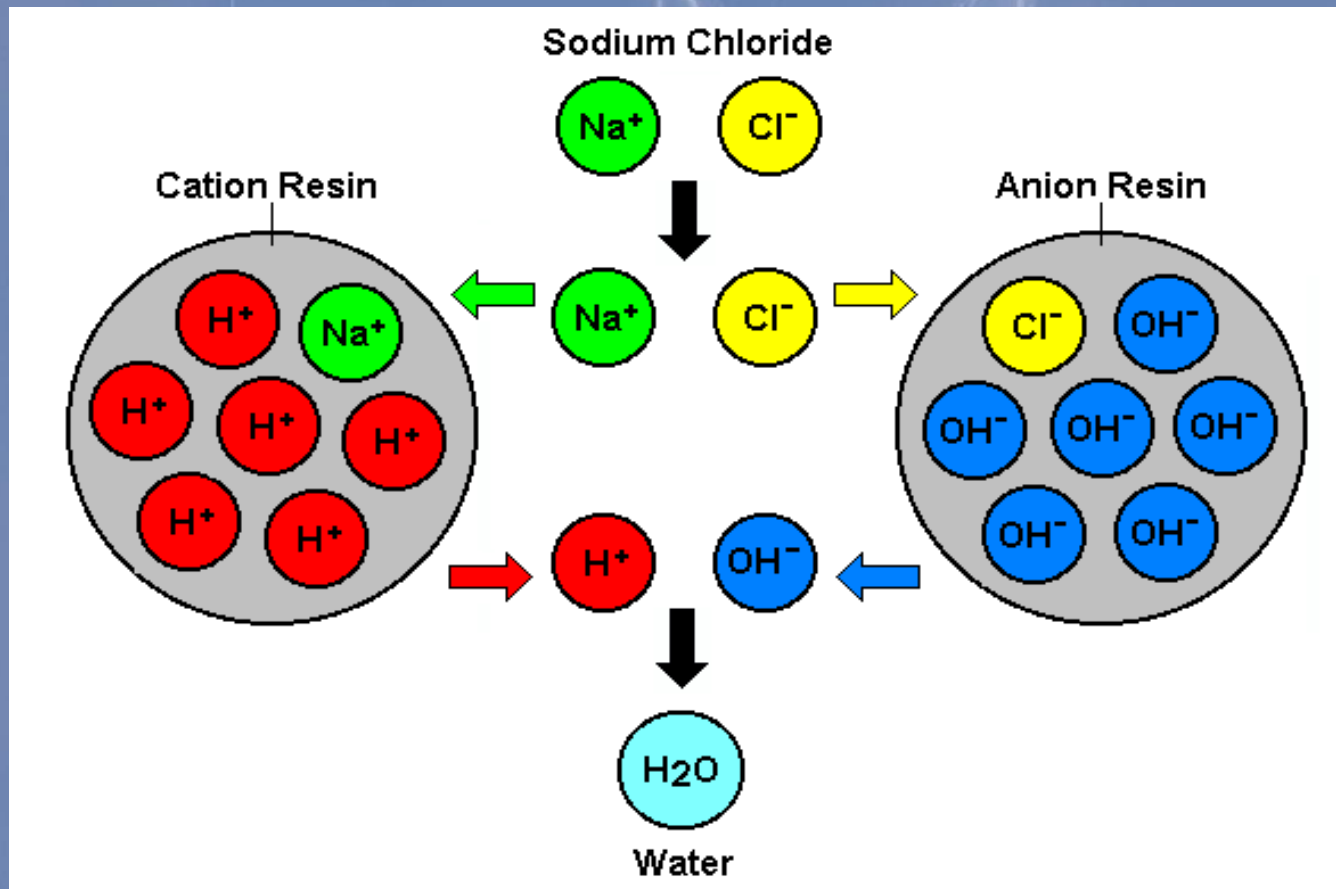 Sodium Chloride
Na⁺ Cl⁻
Cation Resin Anion Resin
Na⁺ Cl⁻
H⁺ Na⁺ Cl⁻ OH⁻
H⁺ H⁺ H⁺ OH⁻ OH⁻ OH⁻
H⁺ H⁺ OH⁻ OH⁻
H⁺ OH⁻
H2O
Water